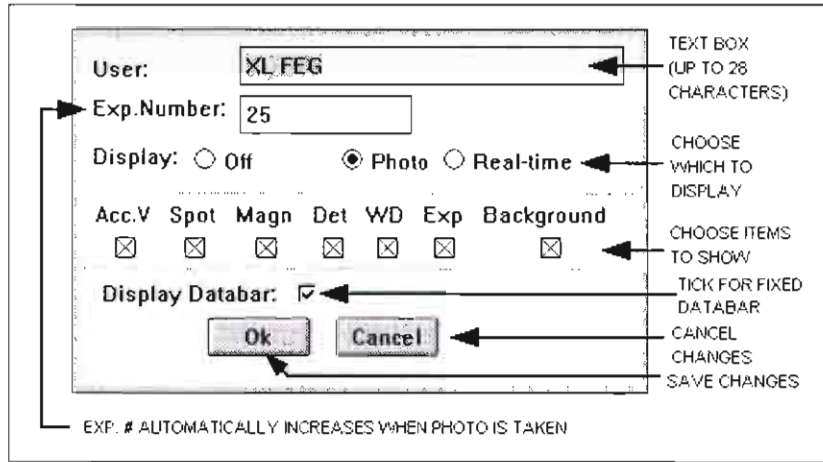 User: XL FEG
TEXT BOX
(UP TO 28
CHARACTERS)
Exp.Number: 25
Display: Off Photo Real-time
CHOOSE
WHICH TO
DISPLAY
Acc.V Spot Magn Det WD Exp Background
CHOOSE ITEMS
TO SHOW
Display Databar:
TICK FOR FIXED
DATABAR
Ok Cancel
CANCEL
CHANGES
SAVE CHANGES
EXP. # AUTOMATICALLY INCREASES WHEN PHOTO IS TAKEN